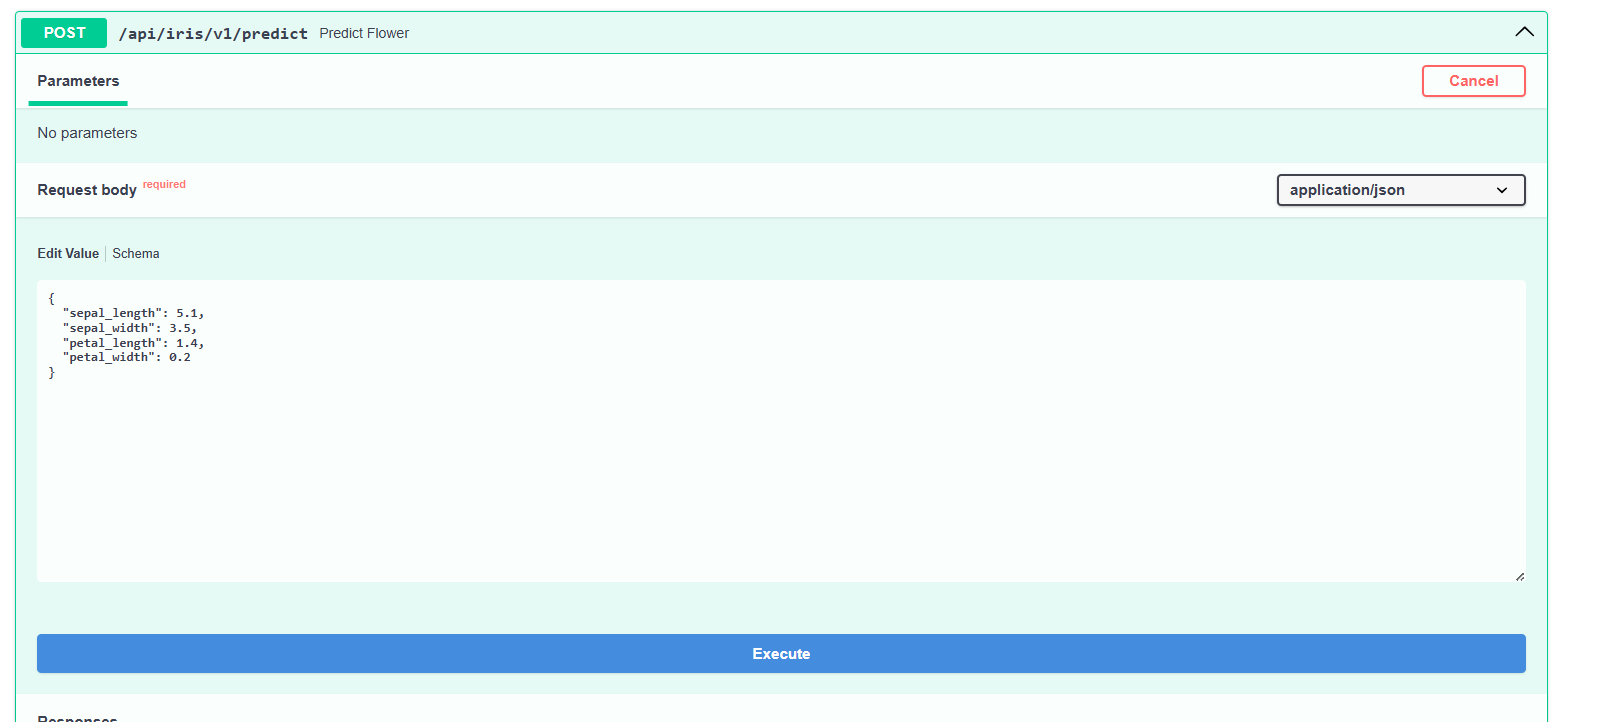 POST /api/iris/v1/predict Predict Flower
Parameters
Cancel
No parameters
Request body required
application/json
Edit Value | Schema
{
  "sepal_length": 5.1,
  "sepal_width": 3.5,
  "petal_length": 1.4,
  "petal_width": 0.2
}
Execute
Responses